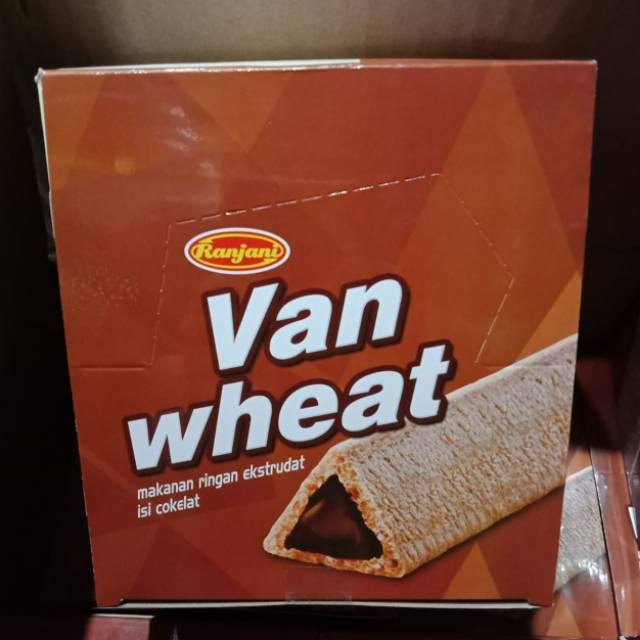 Ranjani
Van
wheat
makanan ringan ekstrudat
isi cokelat